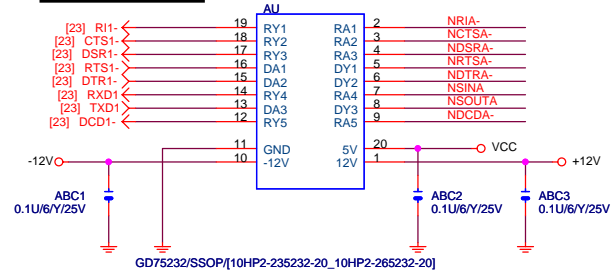 AU
[23] RI1- 19 RY1 RA1 2 NRIA-
[23] CTS1- 18 RY2 RA2 3 NCTSA-
[23] DSR1- 17 RY3 RA3 4 NDSRA-
[23] RTS1- 16 DA1 DY1 5 NRTSA-
[23] DTR1- 15 DA2 DY2 6 NDTRA-
[23] RXD1 14 RY4 RA4 7 NSINA
[23] TXD1 13 DA3 DY3 8 NSOUTA
[23] DCD1- 12 RY5 RA5 9 NDCDA-
11 GND 5V 20 VCC
-12V 10 -12V 12V 1 +12V
ABC1
0.1U/6/Y/25V
ABC2
0.1U/6/Y/25V
ABC3
0.1U/6/Y/25V
GD75232/SSOP/[10HP2-235232-20_10HP2-265232-20]